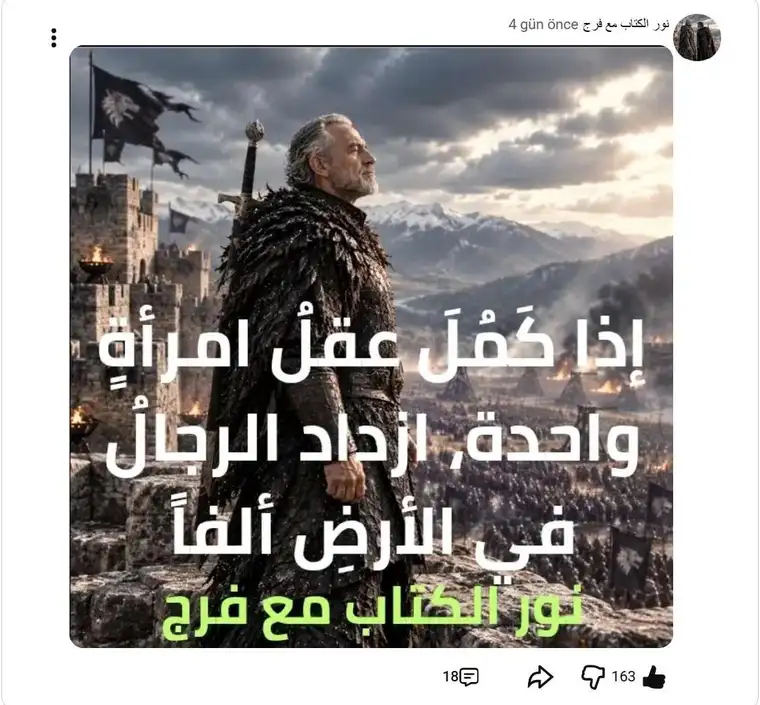 نور الكتاب مع فرج 4 gün önce
إذا كَمُلَ عقلُ امرأةٍ
واحدة, ازداد الرجالُ
في الأرضِ ألفاً
نور الكتاب مع فرج
163
18